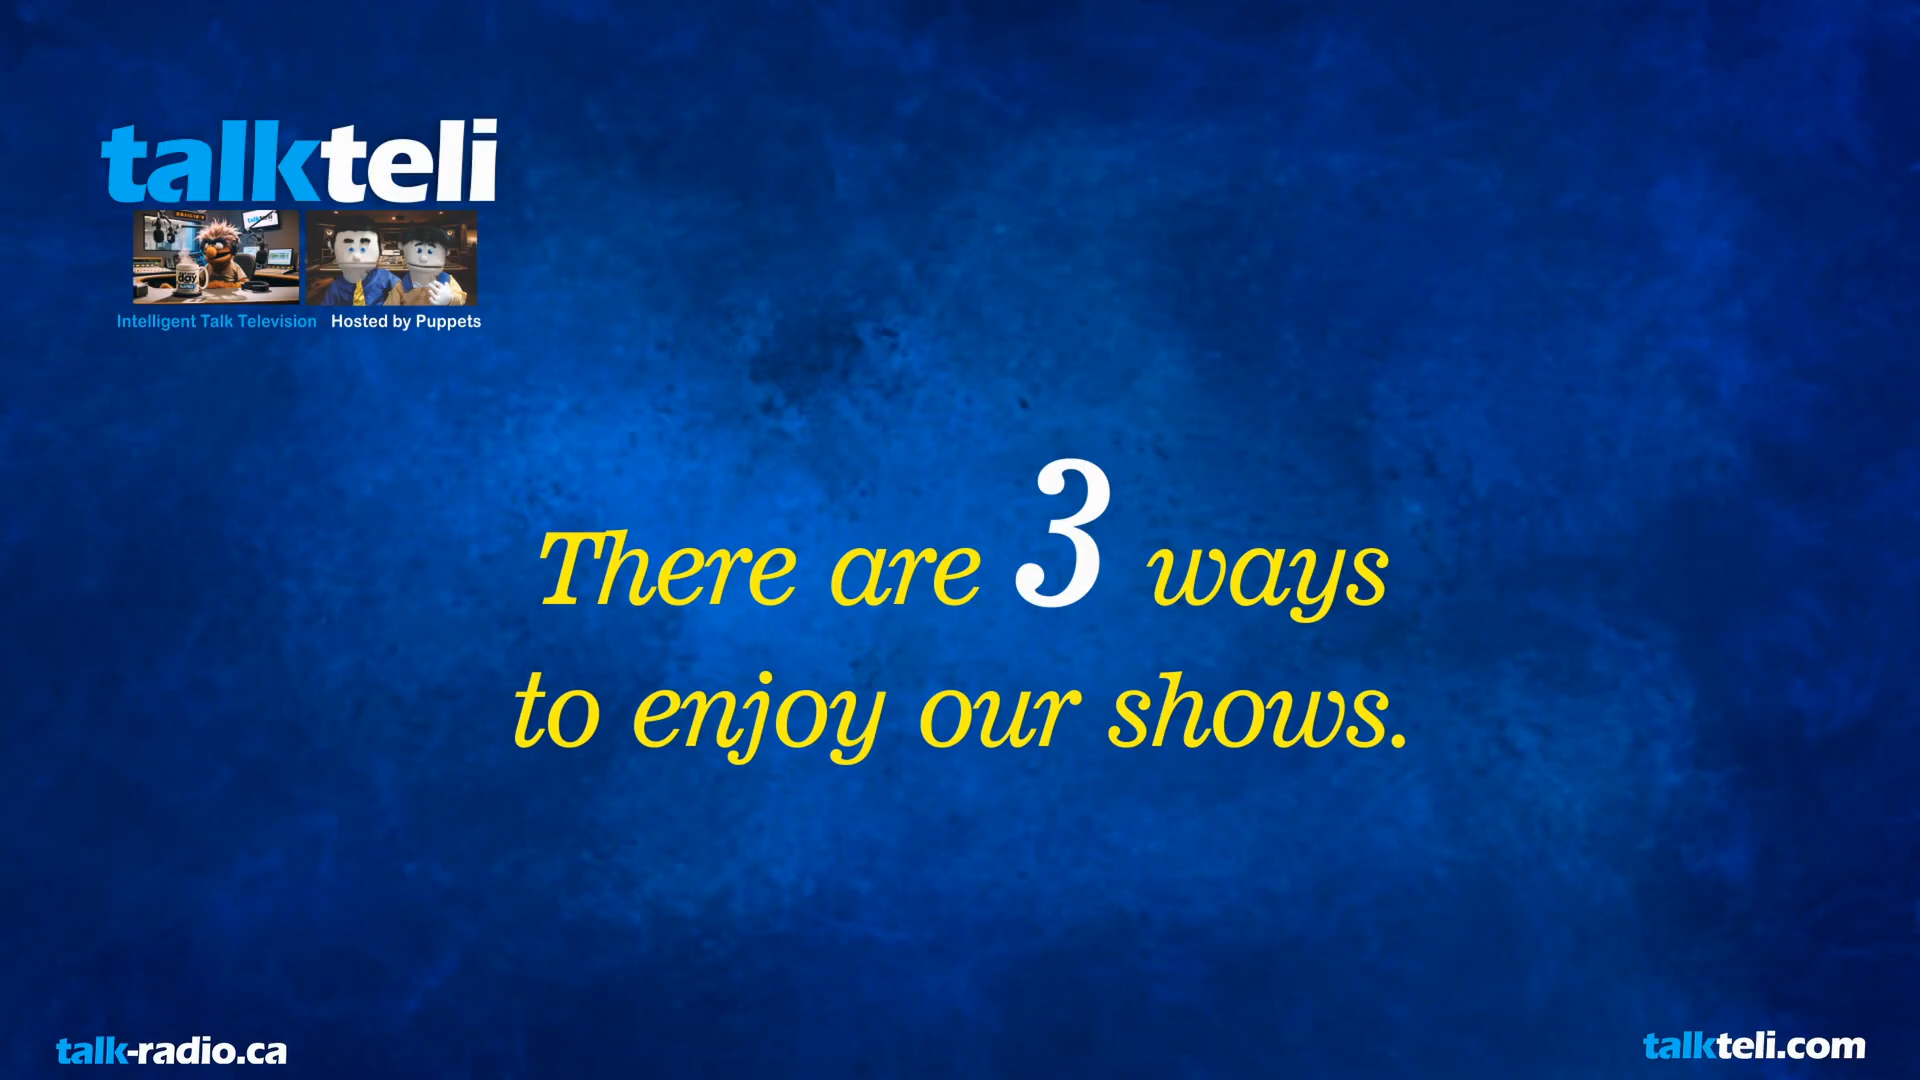 talkteli
Intelligent Talk Television Hosted by Puppets
There are 3 ways
to enjoy our shows.
talk-radio.ca
talkteli.com